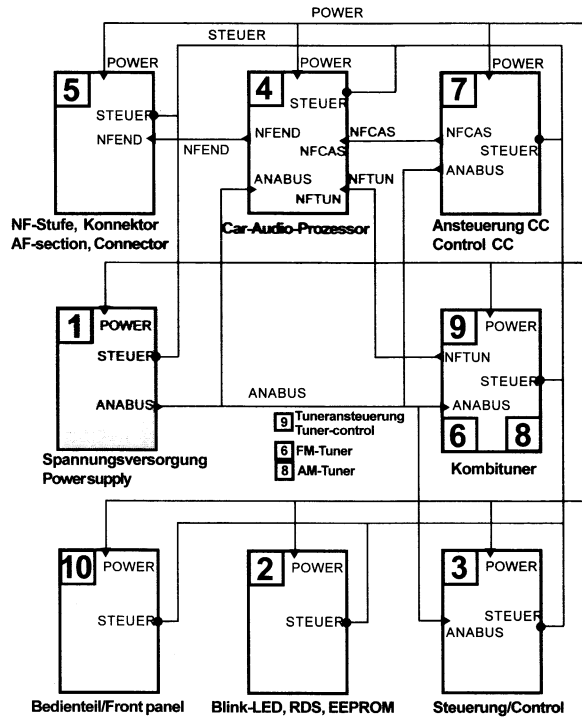 POWER
STEUER
POWER
POWER
POWER
5
4
7
STEUER
STEUER
NFEND
NFEND
NFCAS
NFCAS
NFEND
NFCAS
STEUER
ANABUS
NFTUN
ANABUS
NFTUN
NF-Stufe, Konnektor
AF-section, Connector
Car-Audio-Prozessor
Ansteuerung CC
Control CC
1
POWER
9
POWER
STEUER
NFTUN
STEUER
ANABUS
ANABUS
ANABUS
9 Tuneransteuerung
Tuner-control
6 FM-Tuner
8 AM-Tuner
6
8
Spannungsversorgung
Powersupply
Kombituner
10
POWER
2
POWER
3
POWER
STEUER
STEUER
STEUER
ANABUS
Bedienteil/Front panel
Blink-LED, RDS, EEPROM
Steuerung/Control